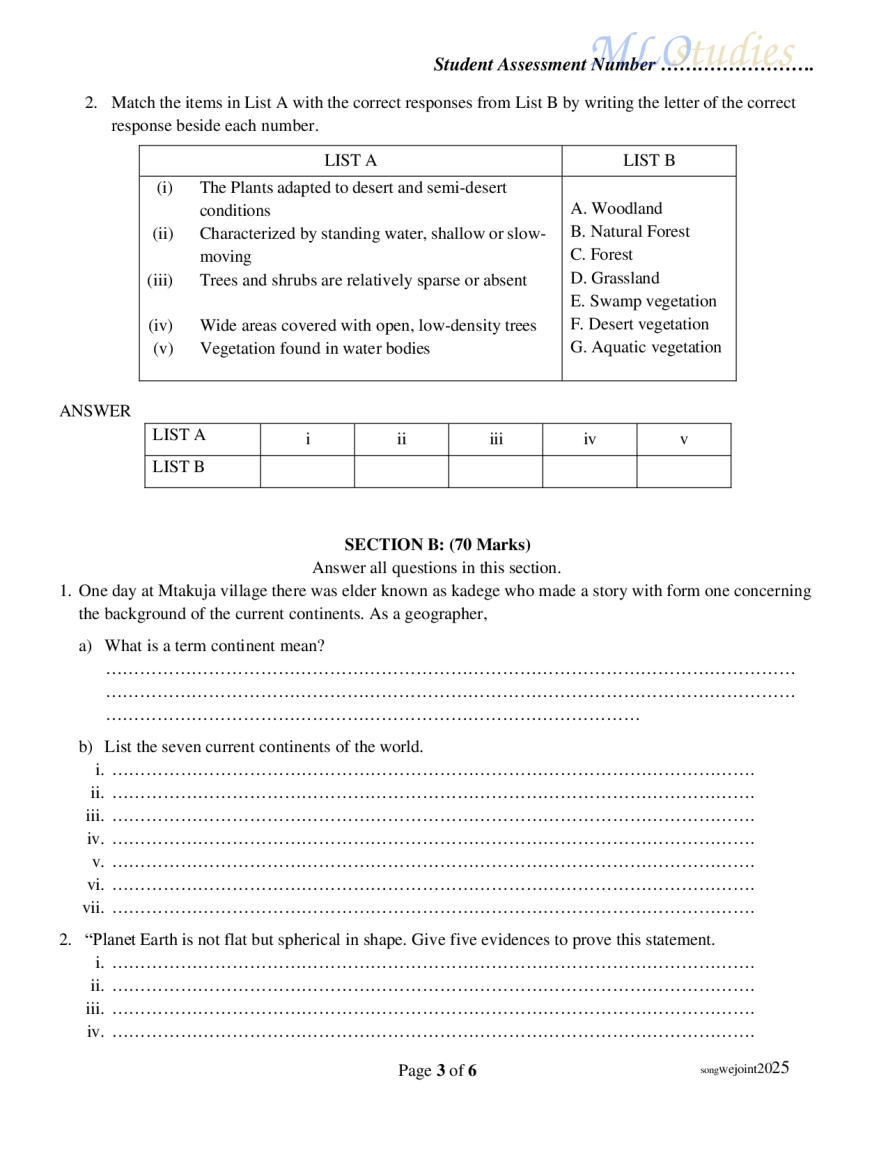 ML Studies
Student Assessment Number ……………………..
2. Match the items in List A with the correct responses from List B by writing the letter of the correct
response beside each number.
LIST A LIST B
(i) The Plants adapted to desert and semi-desert
conditions
(ii) Characterized by standing water, shallow or slow-
moving
(iii) Trees and shrubs are relatively sparse or absent
(iv) Wide areas covered with open, low-density trees
(v) Vegetation found in water bodies
A. Woodland
B. Natural Forest
C. Forest
D. Grassland
E. Swamp vegetation
F. Desert vegetation
G. Aquatic vegetation
ANSWER
LIST A i ii iii iv v
LIST B
SECTION B: (70 Marks)
Answer all questions in this section.
1. One day at Mtakuja village there was elder known as kadege who made a story with form one concerning
the background of the current continents. As a geographer,
a) What is a term continent mean?
……………………………………………………………………………………………………………
……………………………………………………………………………………………………………
…………………………………………………………………………………
b) List the seven current continents of the world.
i. ………………………………………………………………………………………………….
ii. ………………………………………………………………………………………………….
iii. ………………………………………………………………………………………………….
iv. ………………………………………………………………………………………………….
v. ………………………………………………………………………………………………….
vi. ………………………………………………………………………………………………….
vii. ………………………………………………………………………………………………….
2. “Planet Earth is not flat but spherical in shape. Give five evidences to prove this statement.
i. ………………………………………………………………………………………………….
ii. ………………………………………………………………………………………………….
iii. ………………………………………………………………………………………………….
iv. ………………………………………………………………………………………………….
Page 3 of 6 songwejoint2025